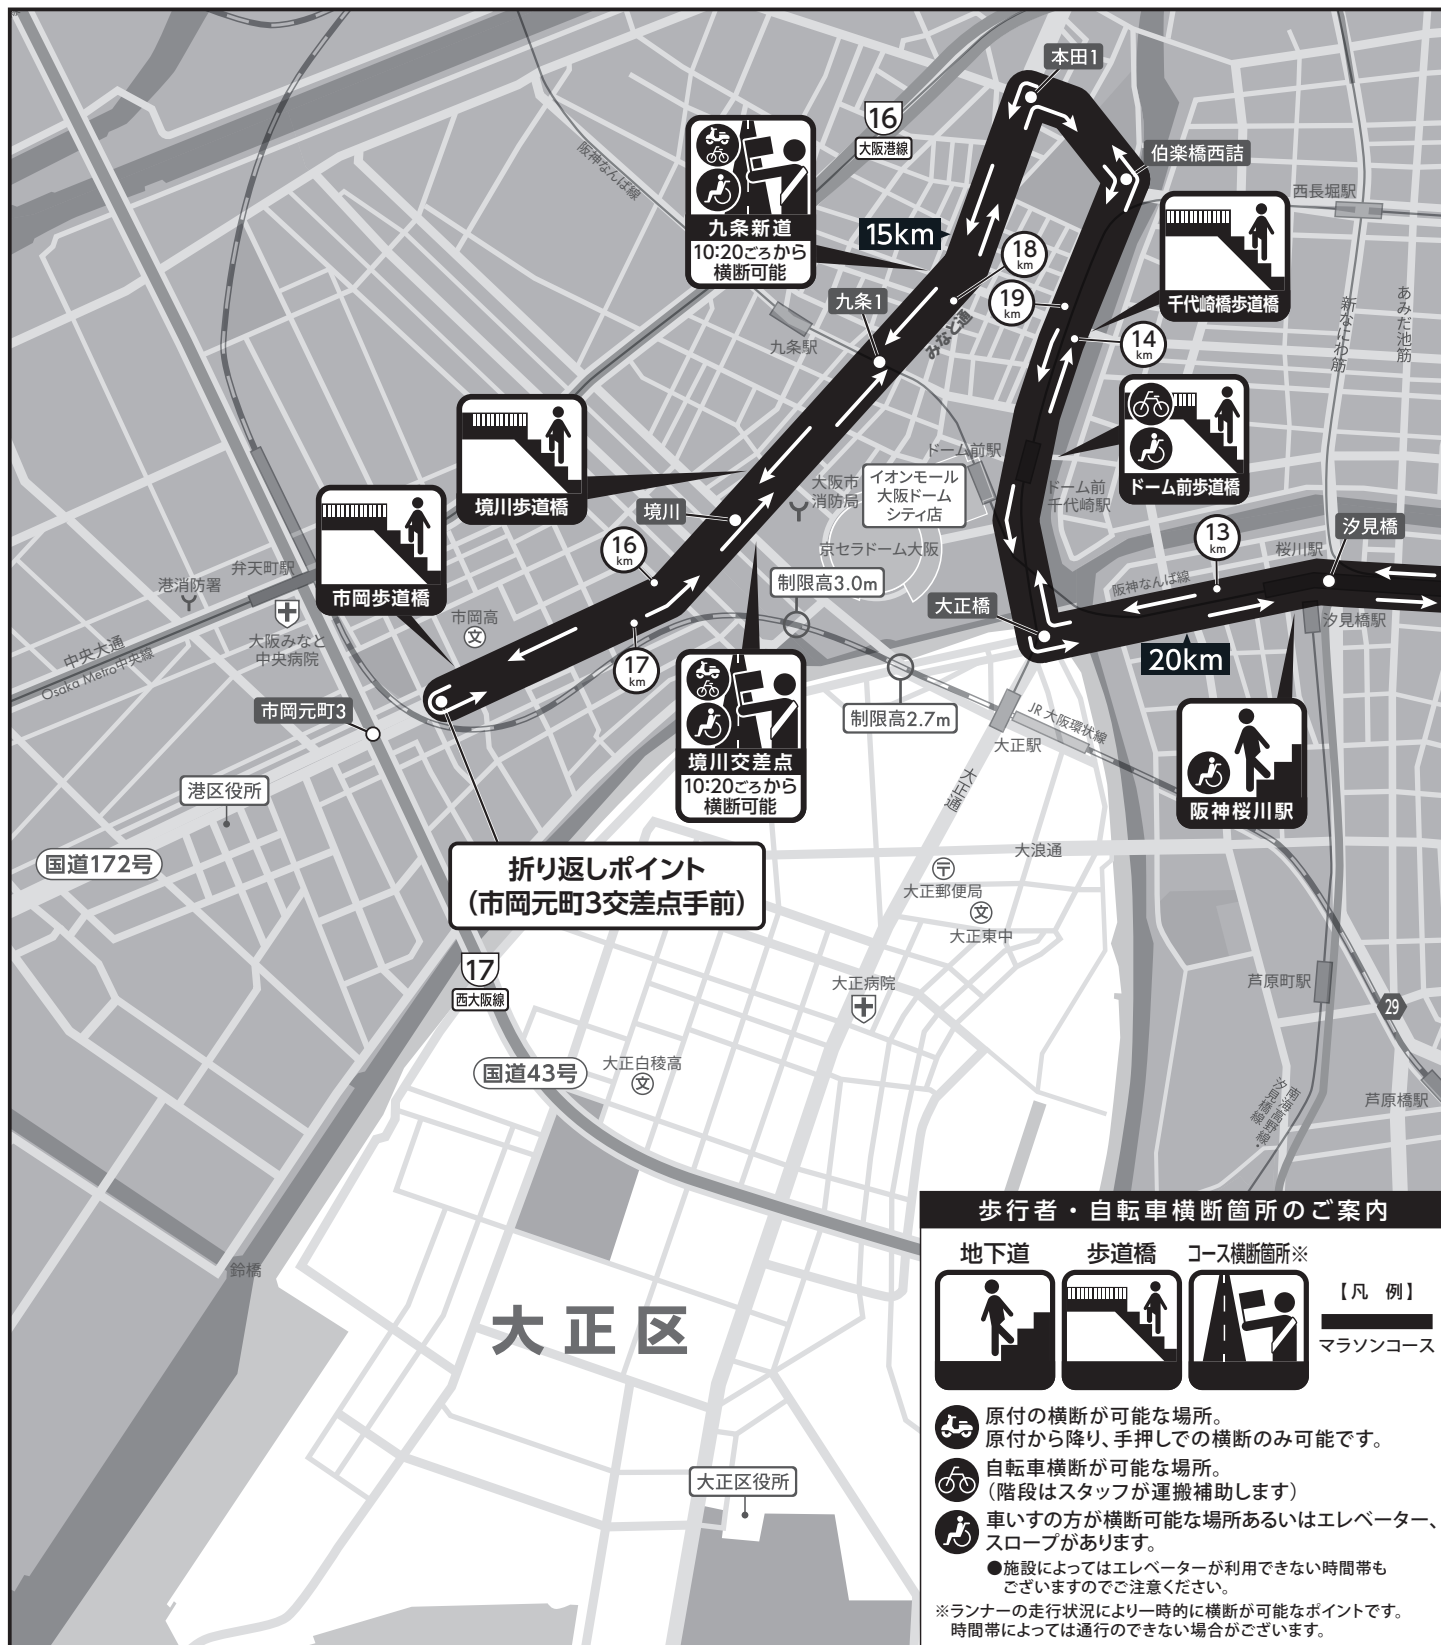 本田1
16
大阪港線
伯楽橋西詰
阪神なんば線
西長堀駅
九条新道
10:20ごろから
横断可能
15km
18
km
19
km
千代崎橋歩道橋
新なにわ筋
あみだ池筋
九条1
みなと通
九条駅
14
km
境川歩道橋
ドーム前駅
イオンモール
大阪ドーム
シティ店
大阪市
消防局
ドーム前
千代崎駅
ドーム前歩道橋
境川
京セラドーム大阪
13
km
桜川駅
汐見橋
16
km
市岡歩道橋
弁天町駅
港消防署
制限高3.0m
阪神なんば線
大正橋
汐見橋駅
市岡高
文
大阪みなと
中央病院
中央大通
Osaka Metro中央線
20km
17
km
市岡元町3
制限高2.7m
JR大阪環状線
大正駅
境川交差点
10:20ごろから
横断可能
阪神桜川駅
港区役所
大正通
国道172号
折り返しポイント
(市岡元町3交差点手前)
大浪通
〒
大正郵便局
文
大正東中
17
西大阪線
大正病院
芦原町駅
29
国道43号
大正白稜高
文
南海高野線・
汐見橋線
芦原橋駅
鈴橋
大正区
大正区役所
歩行者・自転車横断箇所のご案内
地下道
歩道橋
コース横断箇所※
【凡 例】
マラソンコース
原付の横断が可能な場所。
原付から降り、手押しでの横断のみ可能です。
自転車横断が可能な場所。
(階段はスタッフが運搬補助します)
車いすの方が横断可能な場所あるいはエレベーター、
スロープがあります。
●施設によってはエレベーターが利用できない時間帯も
ございますのでご注意ください。
※ランナーの走行状況により一時的に横断が可能なポイントです。
時間帯によっては通行のできない場合がございます。